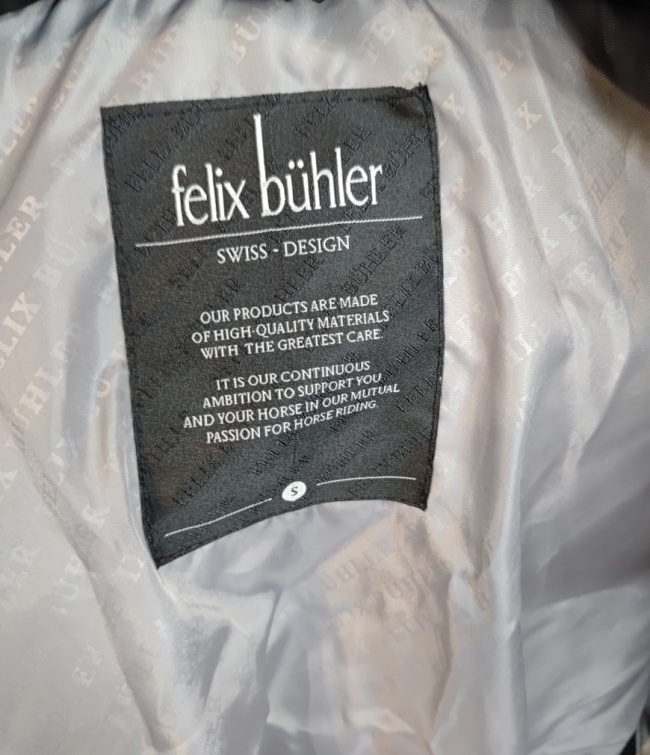 felix bühler
SWISS - DESIGN
OUR PRODUCTS ARE MADE
OF HIGH-QUALITY MATERIALS
WITH THE GREATEST CARE.
IT IS OUR CONTINUOUS
AMBITION TO SUPPORT YOU
AND YOUR HORSE IN OUR MUTUAL
PASSION FOR HORSE RIDING.
S